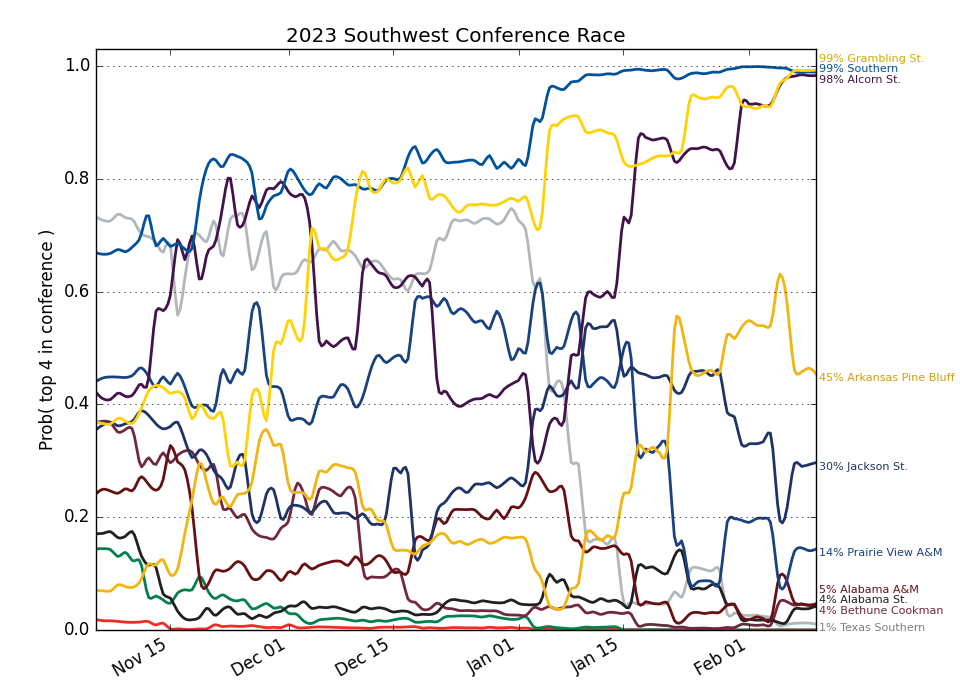 2023 Southwest Conference Race
Prob( top 4 in conference )
1.0
0.8
0.6
0.4
0.2
0.0
Nov 15
Dec 01
Dec 15
Jan 01
Jan 15
Feb 01
99% Grambling St.
99% Southern
98% Alcorn St.
45% Arkansas Pine Bluff
30% Jackson St.
14% Prairie View A&M
5% Alabama A&M
4% Alabama St.
4% Bethune Cookman
1% Texas Southern